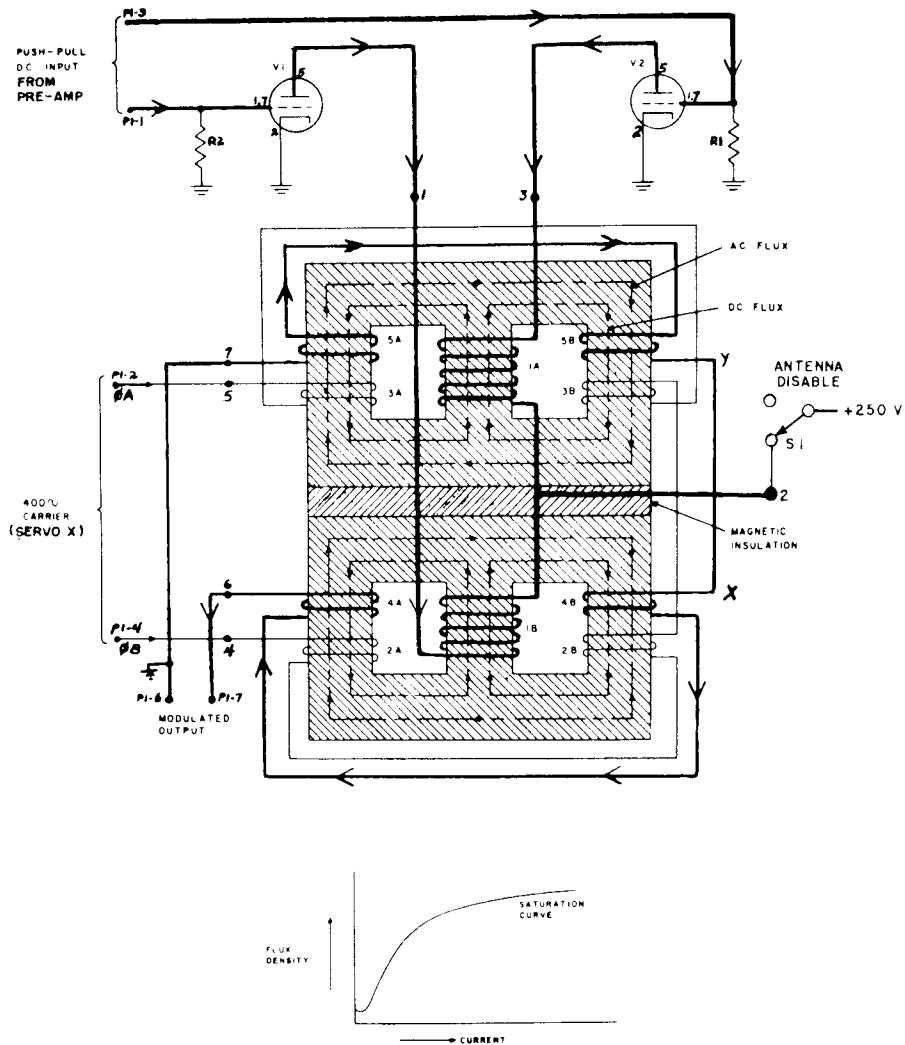 P1-3
PUSH-PULL
DC INPUT
FROM
PRE-AMP
P1-1
R2
V1
5
1,7
2
V2
5
1,7
2
R1
1
3
AC FLUX
DC FLUX
5A
1A
5B
3A
3B
7
5
P1-2
ØA
Y
ANTENNA
DISABLE
+250 V
S1
2
400~
CARRIER
(SERVO X)
MAGNETIC
INSULATION
6
4A
1B
4B
X
2A
2B
P1-4
ØB
4
P1-6
P1-7
MODULATED
OUTPUT
SATURATION
CURVE
FLUX
DENSITY
CURRENT